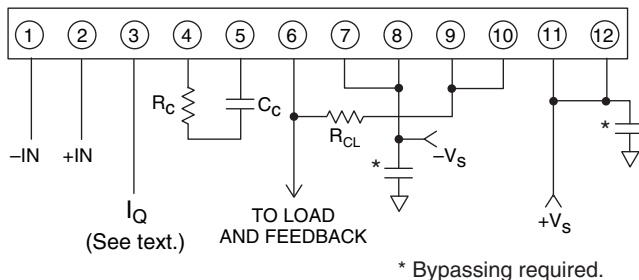 1 2 3 4 5 6 7 8 9 10 11 12
R_C C_C
R_CL
* –V_S *
–IN +IN
I_Q
(See text.)
TO LOAD
AND FEEDBACK
+V_S
* Bypassing required.